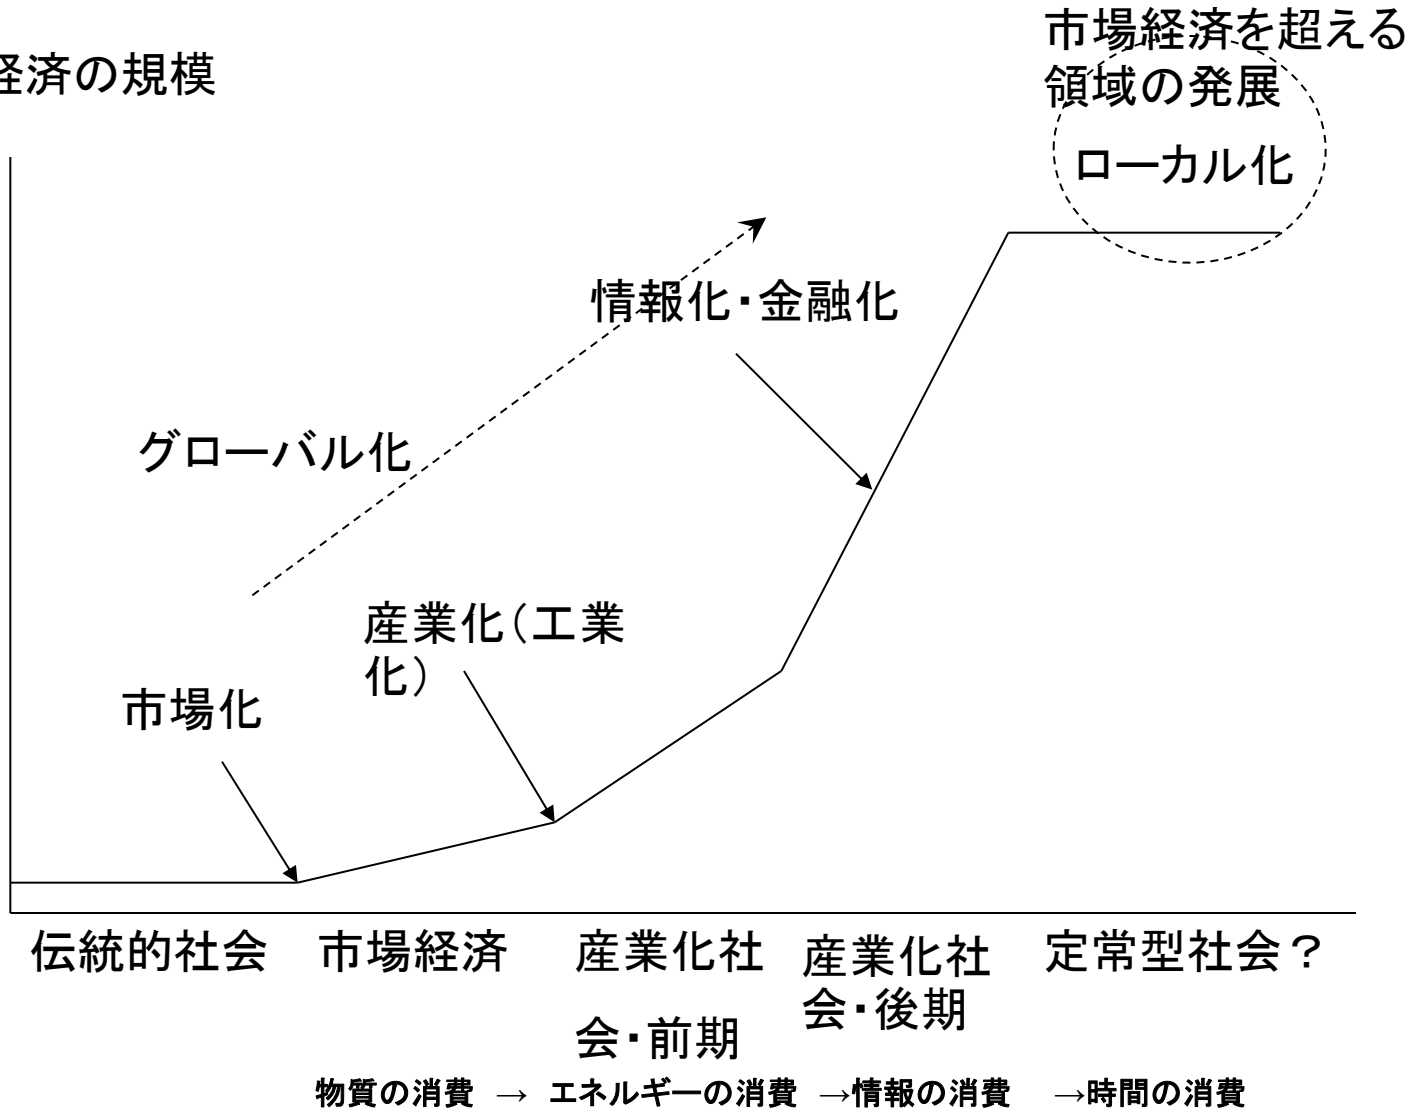 市場経済を超える
領域の発展
経済の規模
ローカル化
情報化・金融化
グローバル化
産業化（工業
化）
市場化
伝統的社会
市場経済
産業化社
会・前期
産業化社
会・後期
定常型社会？
物質の消費 → エネルギーの消費 →情報の消費 →時間の消費